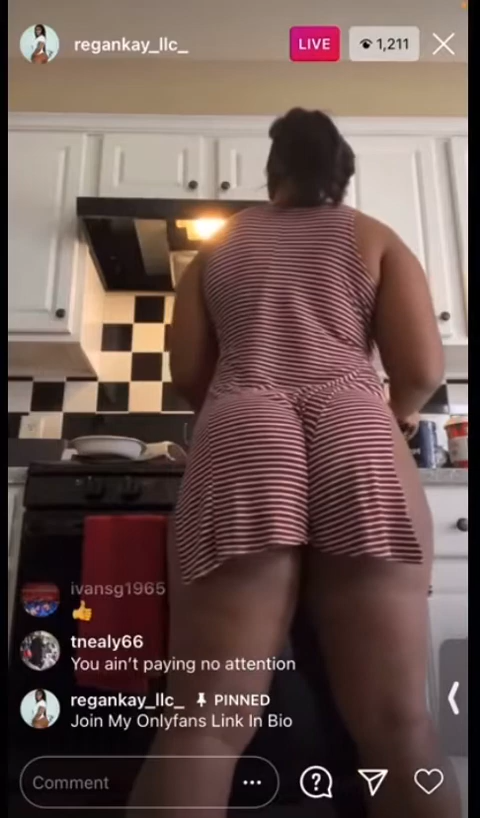 regankay_llc_
LIVE
1,211
ivansg1965
👍
tnealy66
You ain't paying no attention
regankay_llc_ PINNED
Join My Onlyfans Link In Bio
Comment